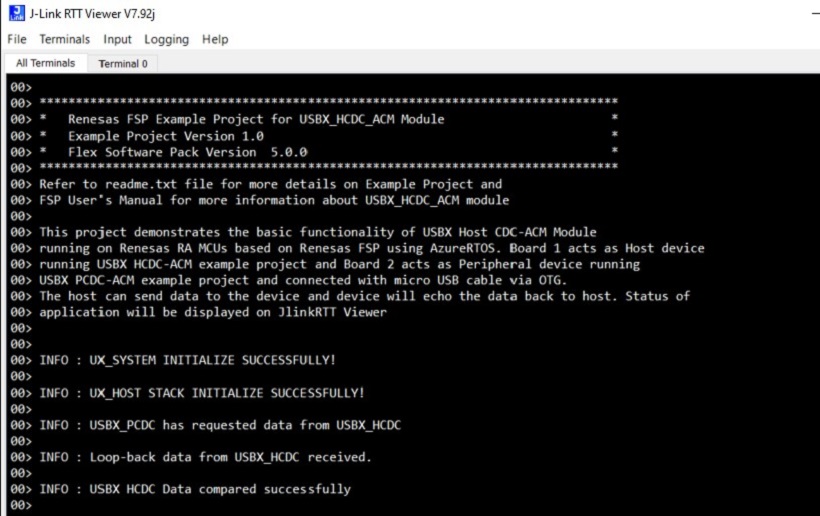 J-Link RTT Viewer V7.92j
File Terminals Input Logging Help
All Terminals Terminal 0
00>
00> ********************************************************************************
00> *   Renesas FSP Example Project for USBX_HCDC_ACM Module                       *
00> *   Example Project Version 1.0                                                *
00> *   Flex Software Pack Version  5.0.0                                          *
00> ********************************************************************************
00> Refer to readme.txt file for more details on Example Project and
00> FSP User's Manual for more information about USBX_HCDC_ACM module
00>
00> This project demonstrates the basic functionality of USBX Host CDC-ACM Module
00> running on Renesas RA MCUs based on Renesas FSP using AzureRTOS. Board 1 acts as Host device
00> running USBX HCDC-ACM example project and Board 2 acts as Peripheral device running
00> USBX PCDC-ACM example project and connected with micro USB cable via OTG.
00> The host can send data to the device and device will echo the data back to host. Status of
00> application will be displayed on JlinkRTT Viewer
00>
00>
00> INFO : UX_SYSTEM INITIALIZE SUCCESSFULLY!
00>
00> INFO : UX_HOST STACK INITIALIZE SUCCESSFULLY!
00>
00> INFO : USBX_PCDC has requested data from USBX_HCDC
00>
00> INFO : Loop-back data from USBX_HCDC received.
00>
00> INFO : USBX HCDC Data compared successfully
00>